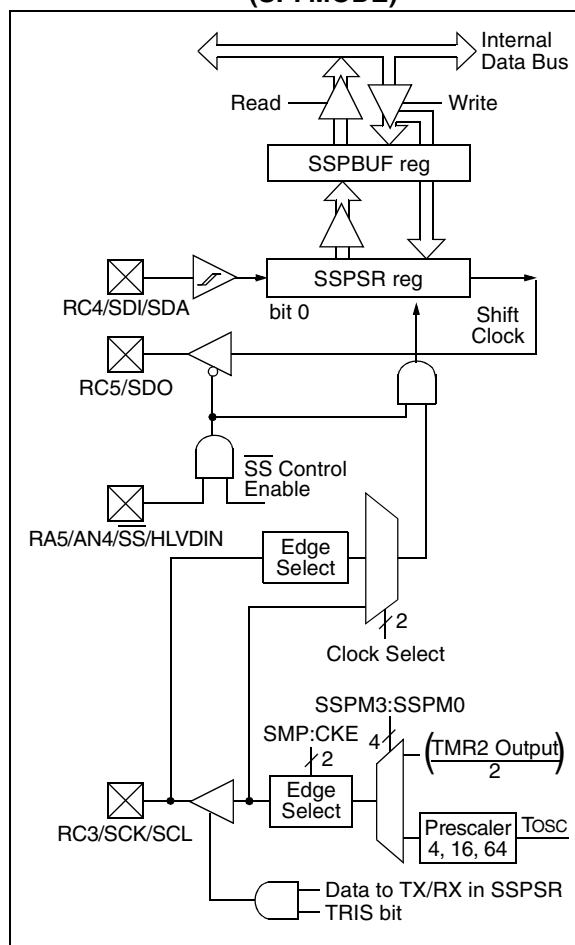 Internal
Data Bus
Read
Write
SSPBUF reg
SSPSR reg
RC4/SDI/SDA
bit 0
Shift
Clock
RC5/SDO
SS Control
Enable
RA5/AN4/SS/HLVDIN
Edge
Select
2
Clock Select
SSPM3:SSPM0
SMP:CKE
4
2
(TMR2 Output)
2
Edge
Select
RC3/SCK/SCL
Prescaler
4, 16, 64
TOSC
Data to TX/RX in SSPSR
TRIS bit